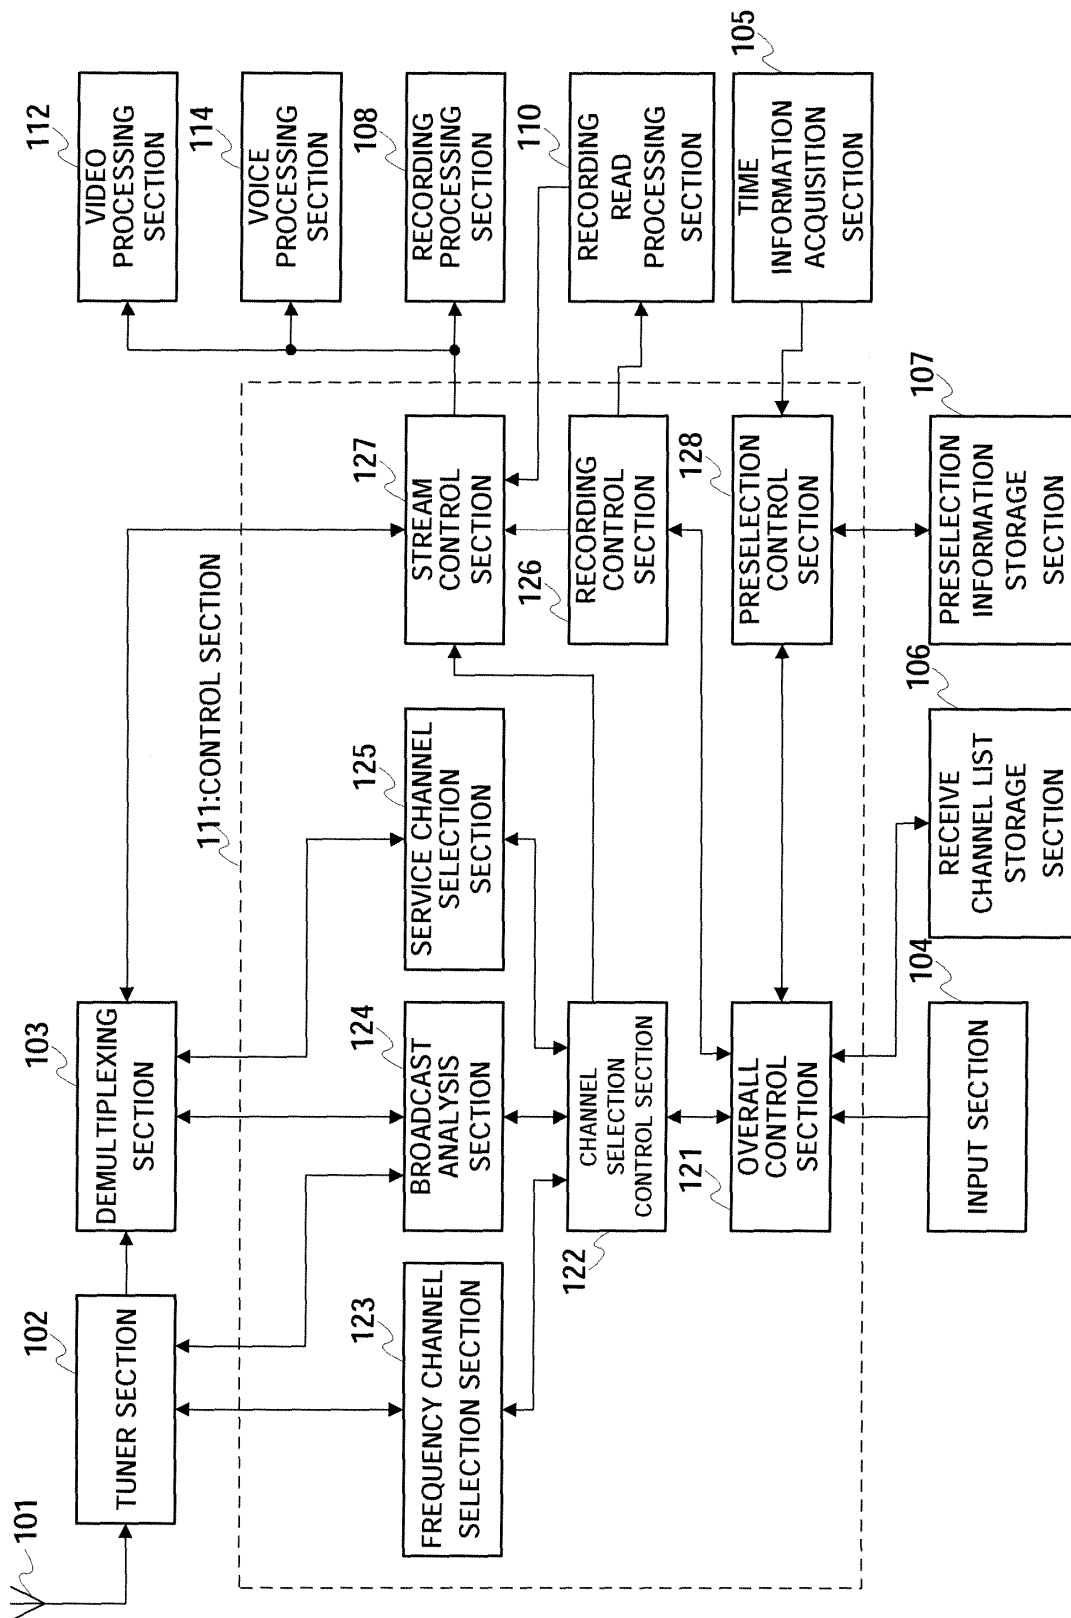 101
102
TUNER SECTION
103
DEMULTIPLEXING
SECTION
112
VIDEO
PROCESSING
SECTION
114
VOICE
PROCESSING
SECTION
108
RECORDING
PROCESSING
SECTION
110
RECORDING
READ
PROCESSING
SECTION
105
TIME
INFORMATION
ACQUISITION
SECTION
111:CONTROL SECTION
123
FREQUENCY CHANNEL
SELECTION SECTION
124
BROADCAST
ANALYSIS
SECTION
125
SERVICE CHANNEL
SELECTION
SECTION
127
STREAM
CONTROL
SECTION
122
CHANNEL
SELECTION
CONTROL SECTION
126
RECORDING
CONTROL
SECTION
121
OVERALL
CONTROL
SECTION
128
PRESELECTION
CONTROL
SECTION
104
INPUT SECTION
106
RECEIVE
CHANNEL LIST
STORAGE
SECTION
107
PRESELECTION
INFORMATION
STORAGE
SECTION